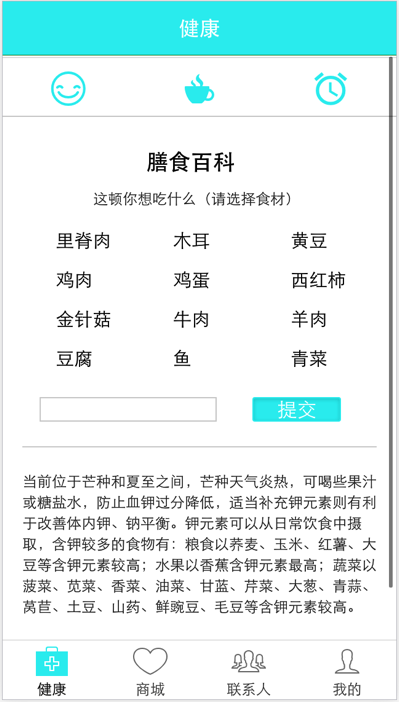 健康
膳食百科
这顿你想吃什么（请选择食材）
里脊肉 木耳 黄豆
鸡肉 鸡蛋 西红柿
金针菇 牛肉 羊肉
豆腐 鱼 青菜
提交
当前位于芒种和夏至之间，芒种天气炎热，可喝些果汁
或糖盐水，防止血钾过分降低，适当补充钾元素则有利
于改善体内钾、钠平衡。钾元素可以从日常饮食中摄
取，含钾较多的食物有：粮食以荞麦、玉米、红薯、大
豆等含钾元素较高；水果以香蕉含钾元素最高；蔬菜以
菠菜、苋菜、香菜、油菜、甘蓝、芹菜、大葱、青蒜、
莴苣、土豆、山药、鲜豌豆、毛豆等含钾元素较高。
健康 商城 联系人 我的